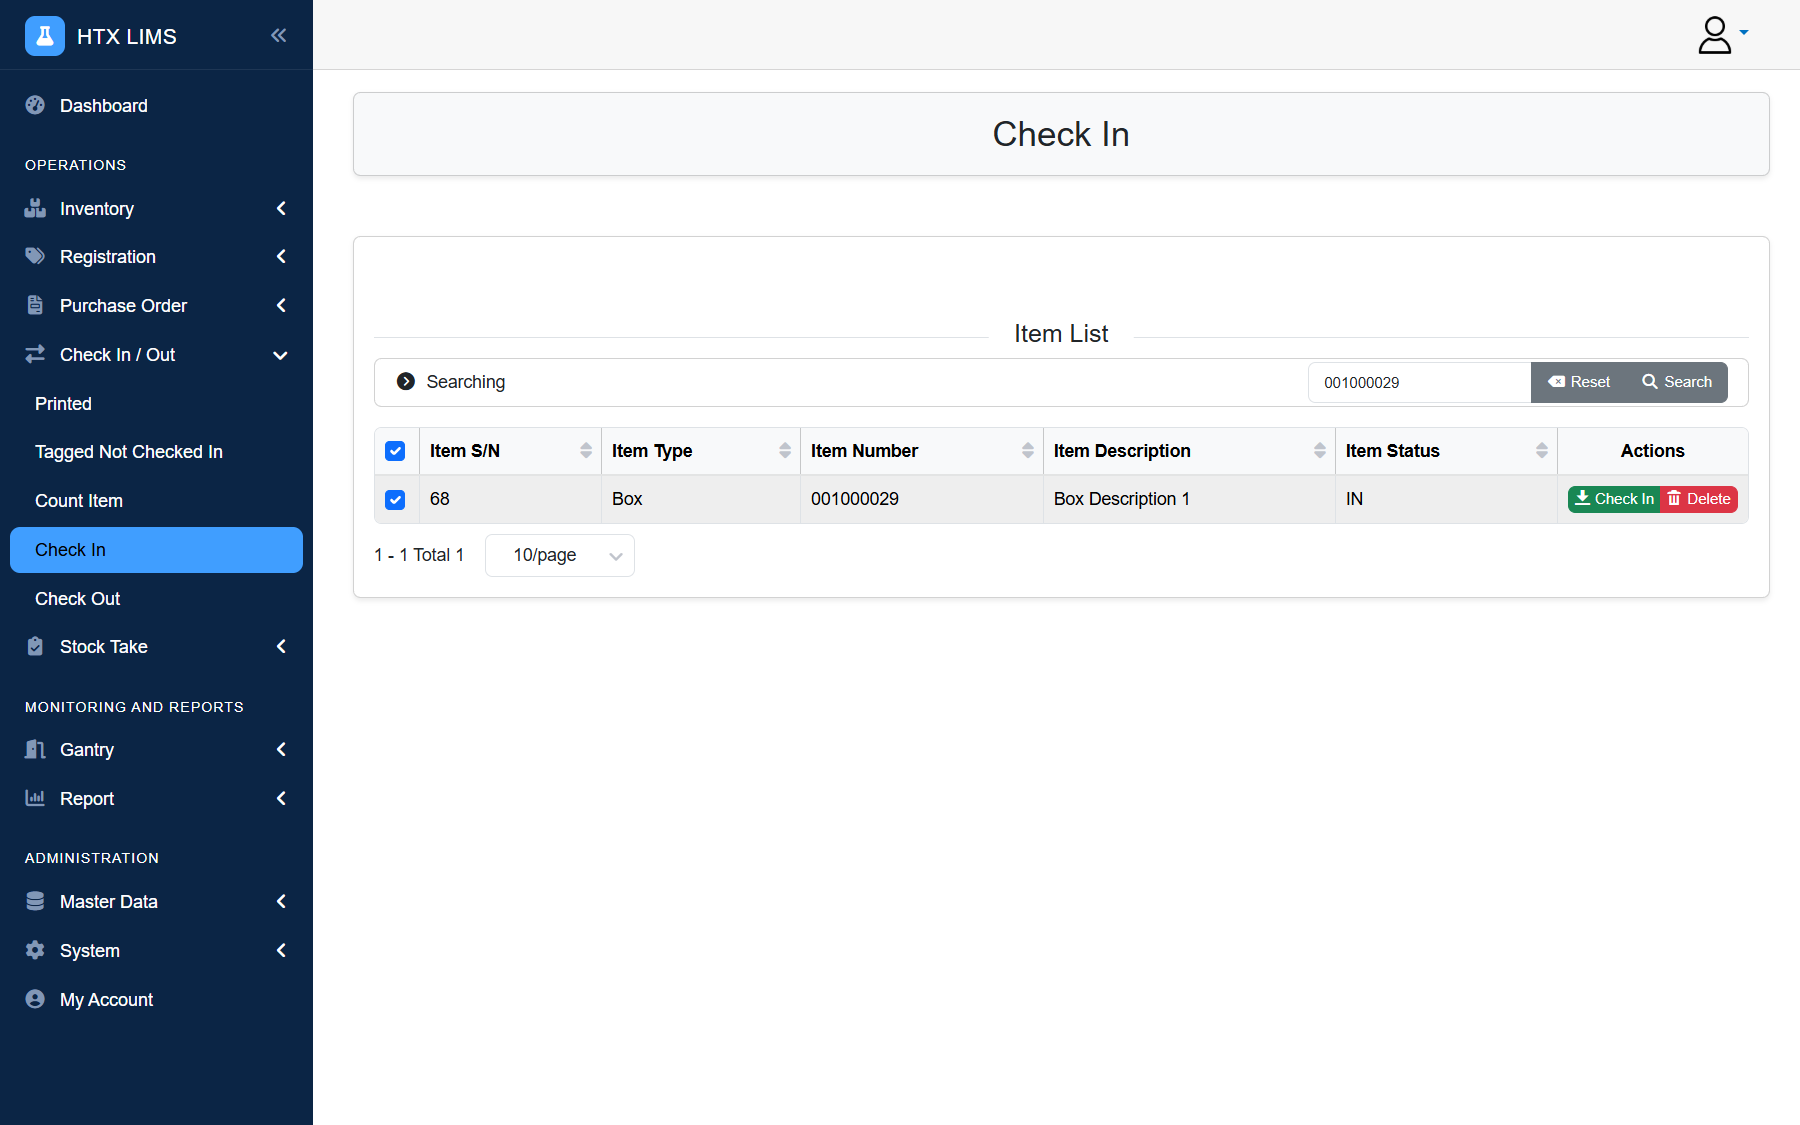 HTX LIMS
Dashboard
OPERATIONS
Inventory
Registration
Purchase Order
Check In / Out
Printed
Tagged Not Checked In
Count Item
Check In
Check Out
Stock Take
MONITORING AND REPORTS
Gantry
Report
ADMINISTRATION
Master Data
System
My Account
Check In
Item List
Searching 001000029 Reset Search
Item S/N Item Type Item Number Item Description Item Status Actions
68 Box 001000029 Box Description 1 IN Check In Delete
1 - 1 Total 1 10/page